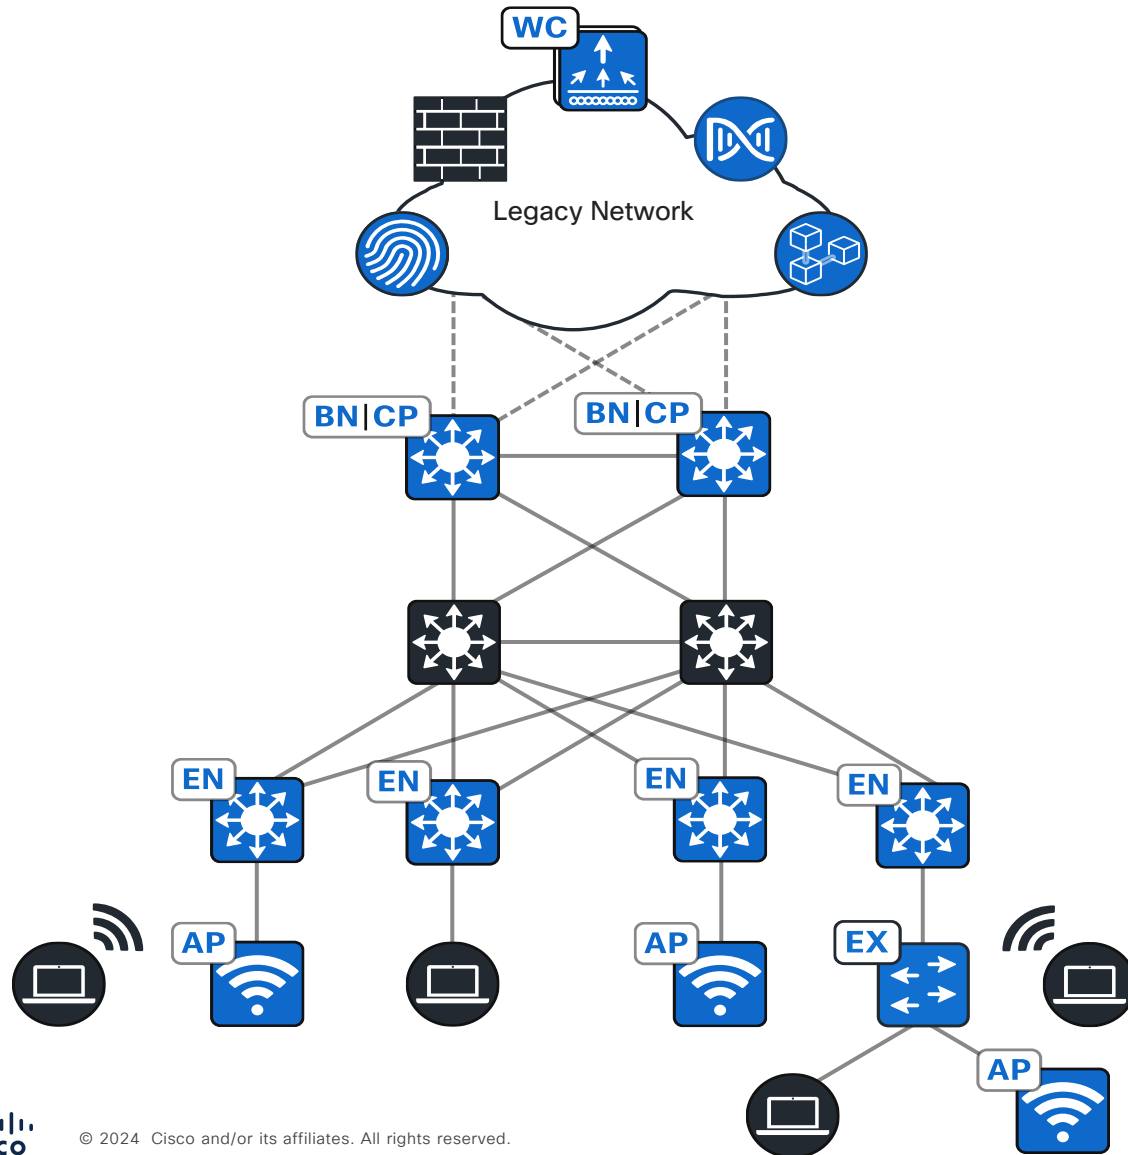 WC
Legacy Network
BN|CP
BN|CP
EN
EN
EN
EN
AP
AP
EX
AP
© 2024 Cisco and/or its affiliates. All rights reserved.